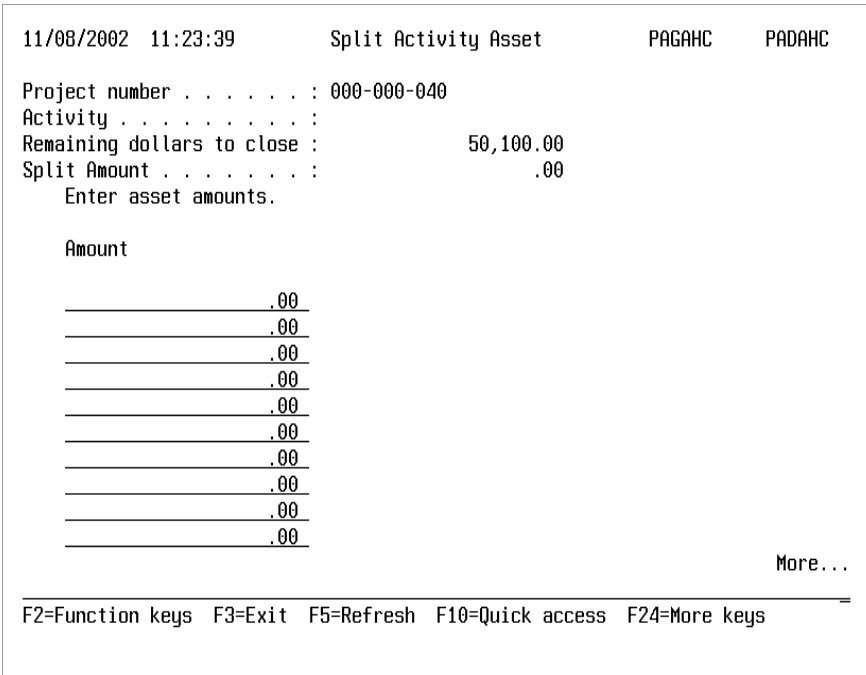 11/08/2002  11:23:39         Split Activity Asset          PAGAHC     PADAHC
Project number . . . . . . : 000-000-040
Activity . . . . . . . . . :
Remaining dollars to close :              50,100.00
Split Amount . . . . . . . :                    .00
Enter asset amounts.
Amount
.00
.00
.00
.00
.00
.00
.00
.00
.00
.00
More...
F2=Function keys  F3=Exit  F5=Refresh  F10=Quick access  F24=More keys